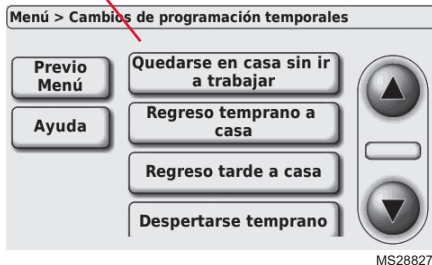 Menú > Cambios de programación temporales
Previo
Menú
Ayuda
Quedarse en casa sin ir
a trabajar
Regreso temprano a
casa
Regreso tarde a casa
Despertarse temprano
MS28827